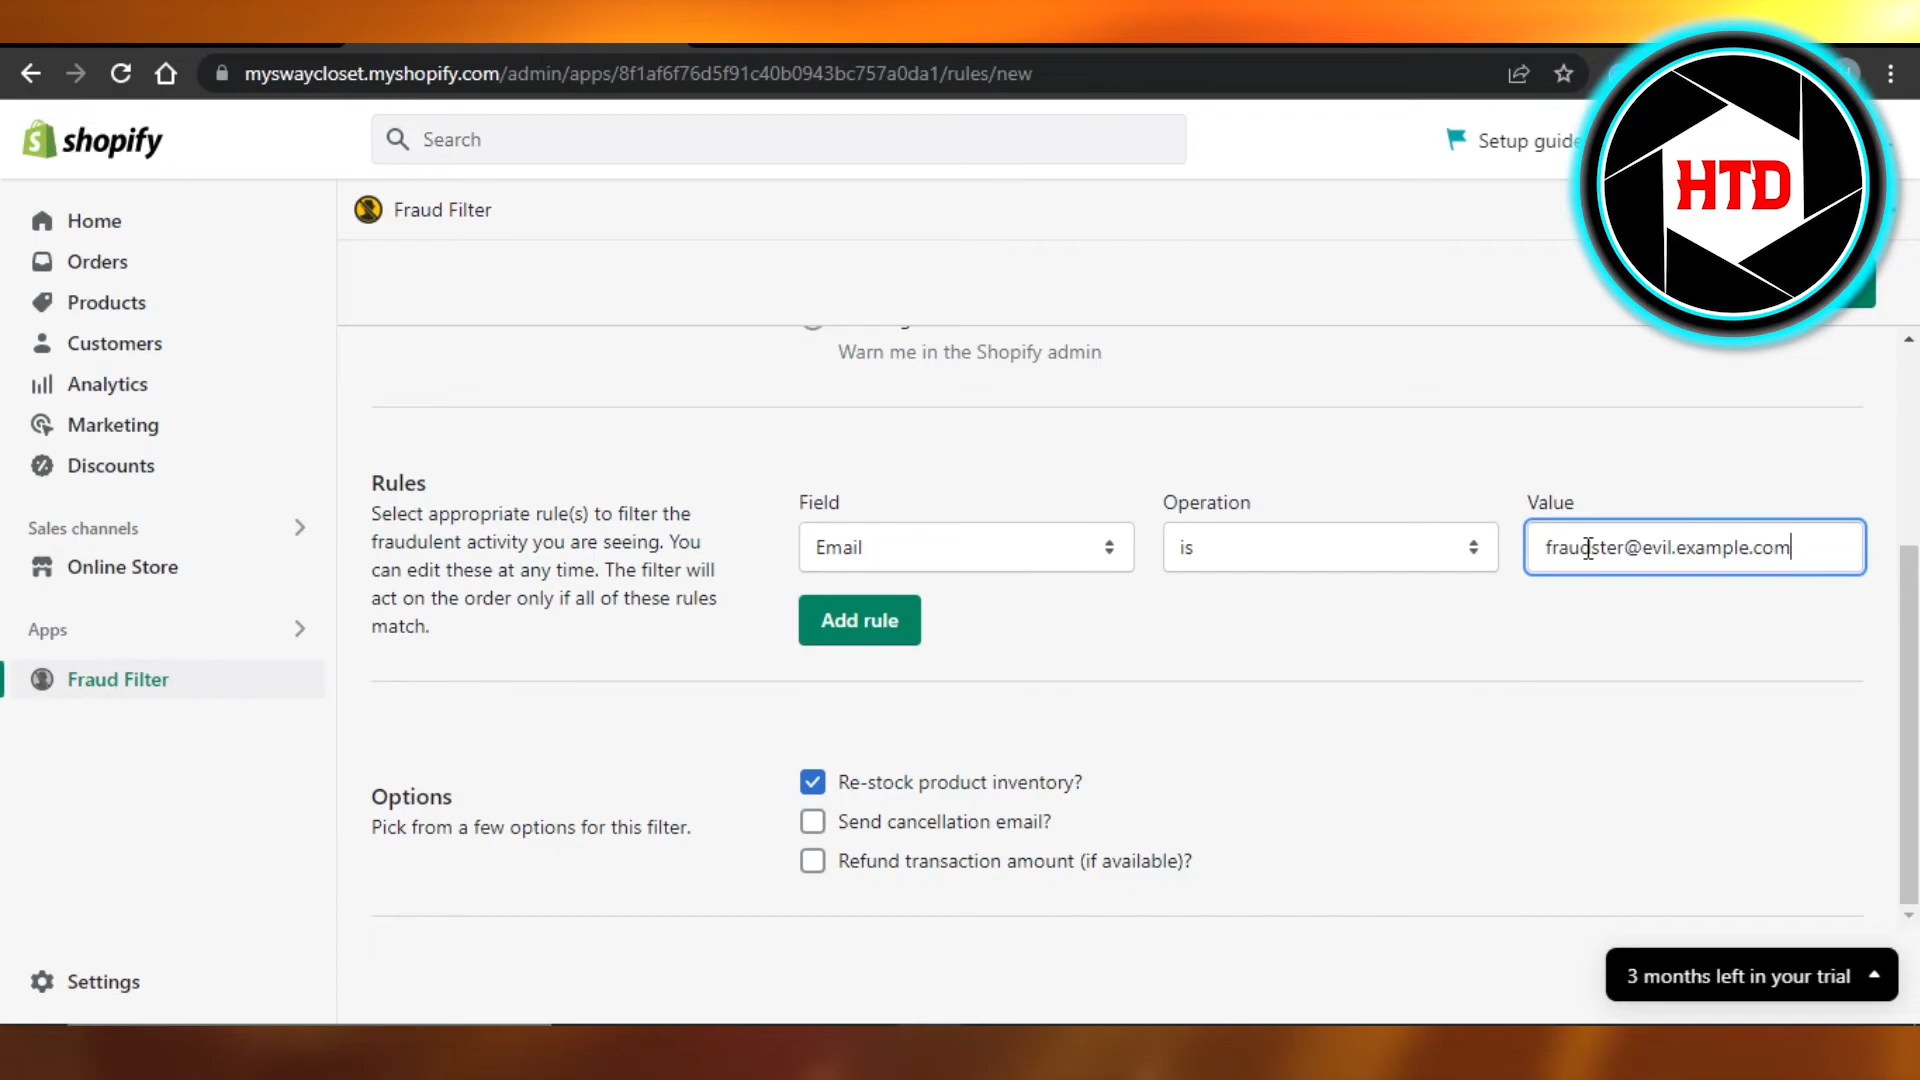 myswaycloset.myshopify.com/admin/apps/8f1af6f76d5f91c40b0943bc757a0da1/rules/new
shopify
Search
Setup guide
HTD
Fraud Filter
Home
Orders
Products
Customers
Analytics
Marketing
Discounts
Sales channels
Online Store
Apps
Fraud Filter
Settings
Warn me in the Shopify admin
Rules
Select appropriate rule(s) to filter the
fraudulent activity you are seeing. You
can edit these at any time. The filter will
act on the order only if all of these rules
match.
Field
Operation
Value
Email
is
fraudster@evil.example.com
Add rule
Options
Pick from a few options for this filter.
Re-stock product inventory?
Send cancellation email?
Refund transaction amount (if available)?
3 months left in your trial